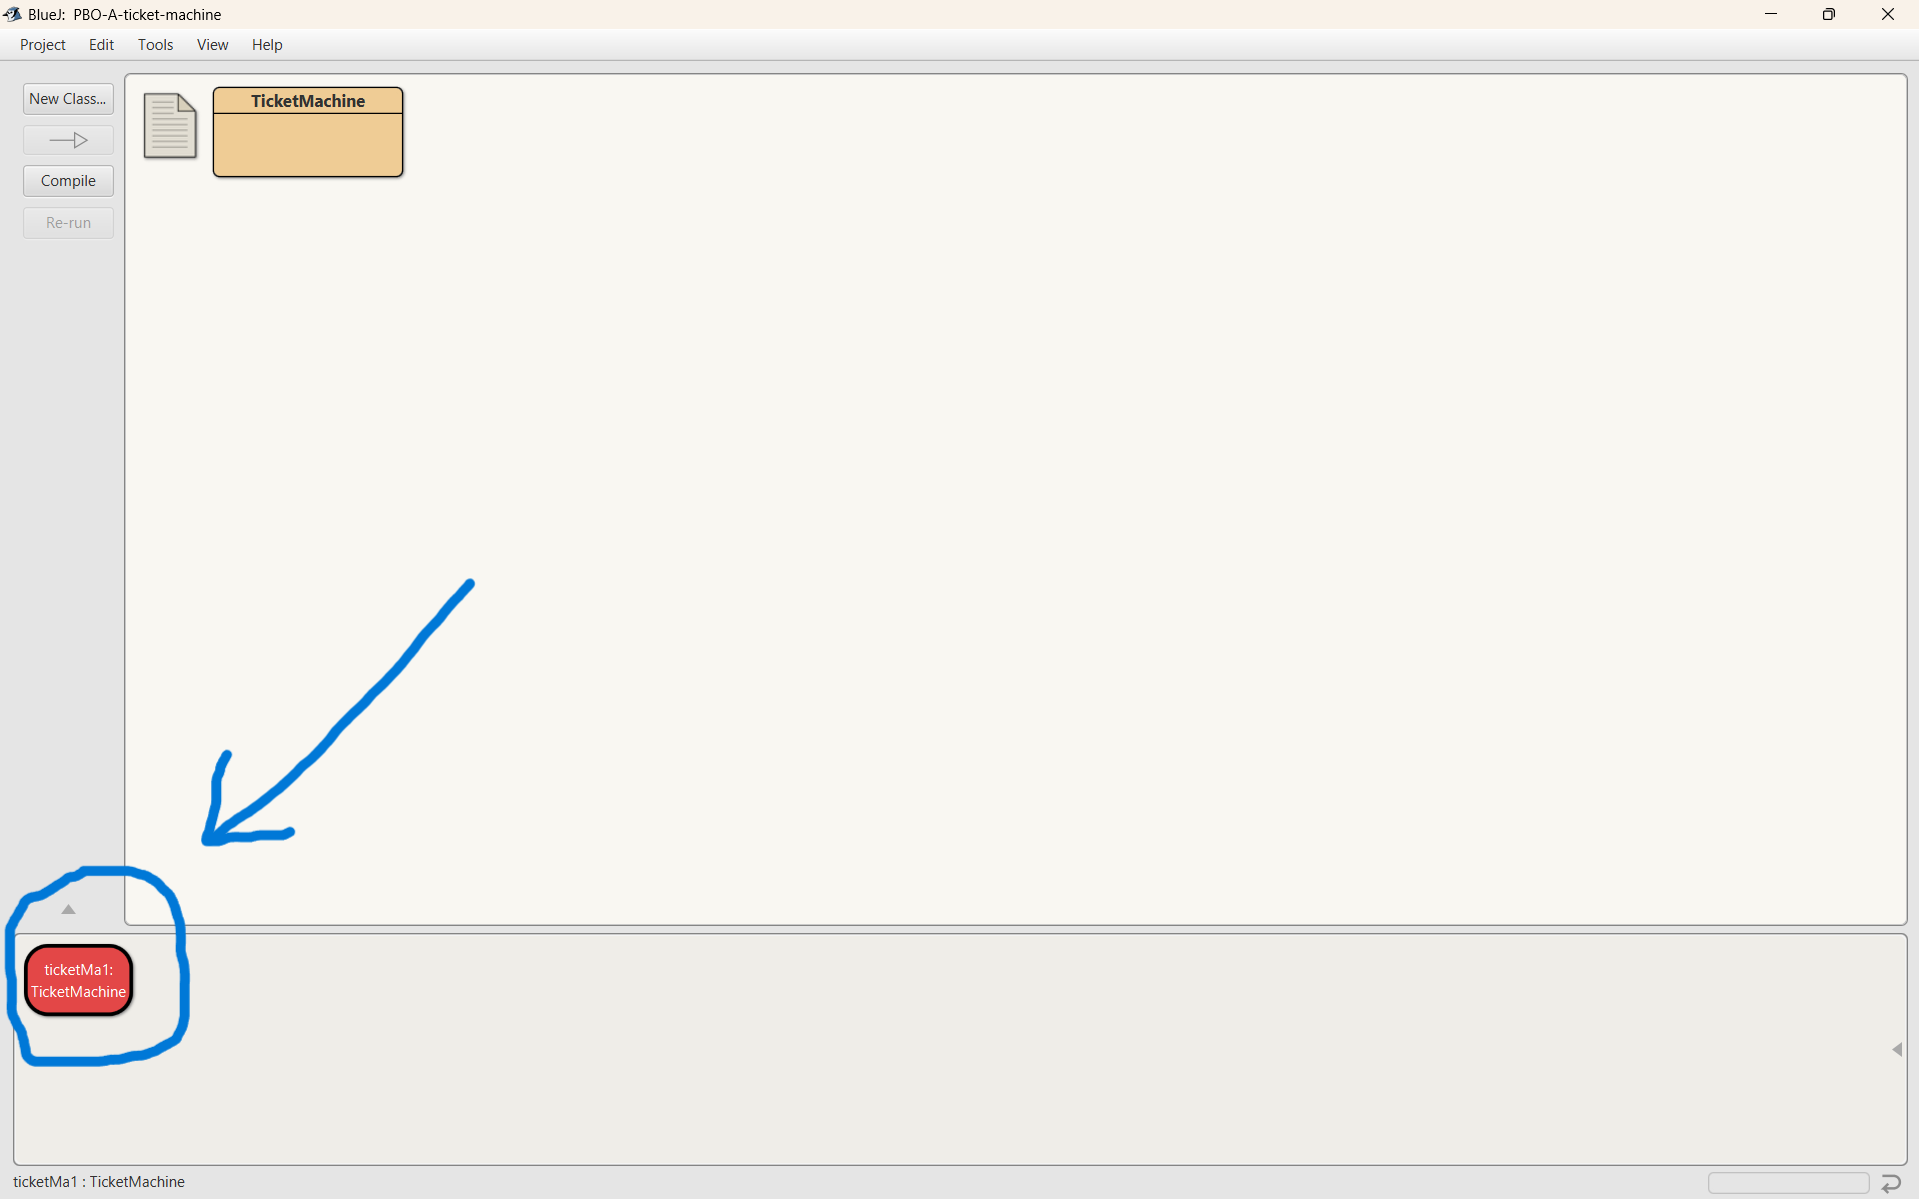 BlueJ: PBO-A-ticket-machine
Project Edit Tools View Help
New Class...
Compile
Re-run
TicketMachine
ticketMa1:
TicketMachine
ticketMa1 : TicketMachine